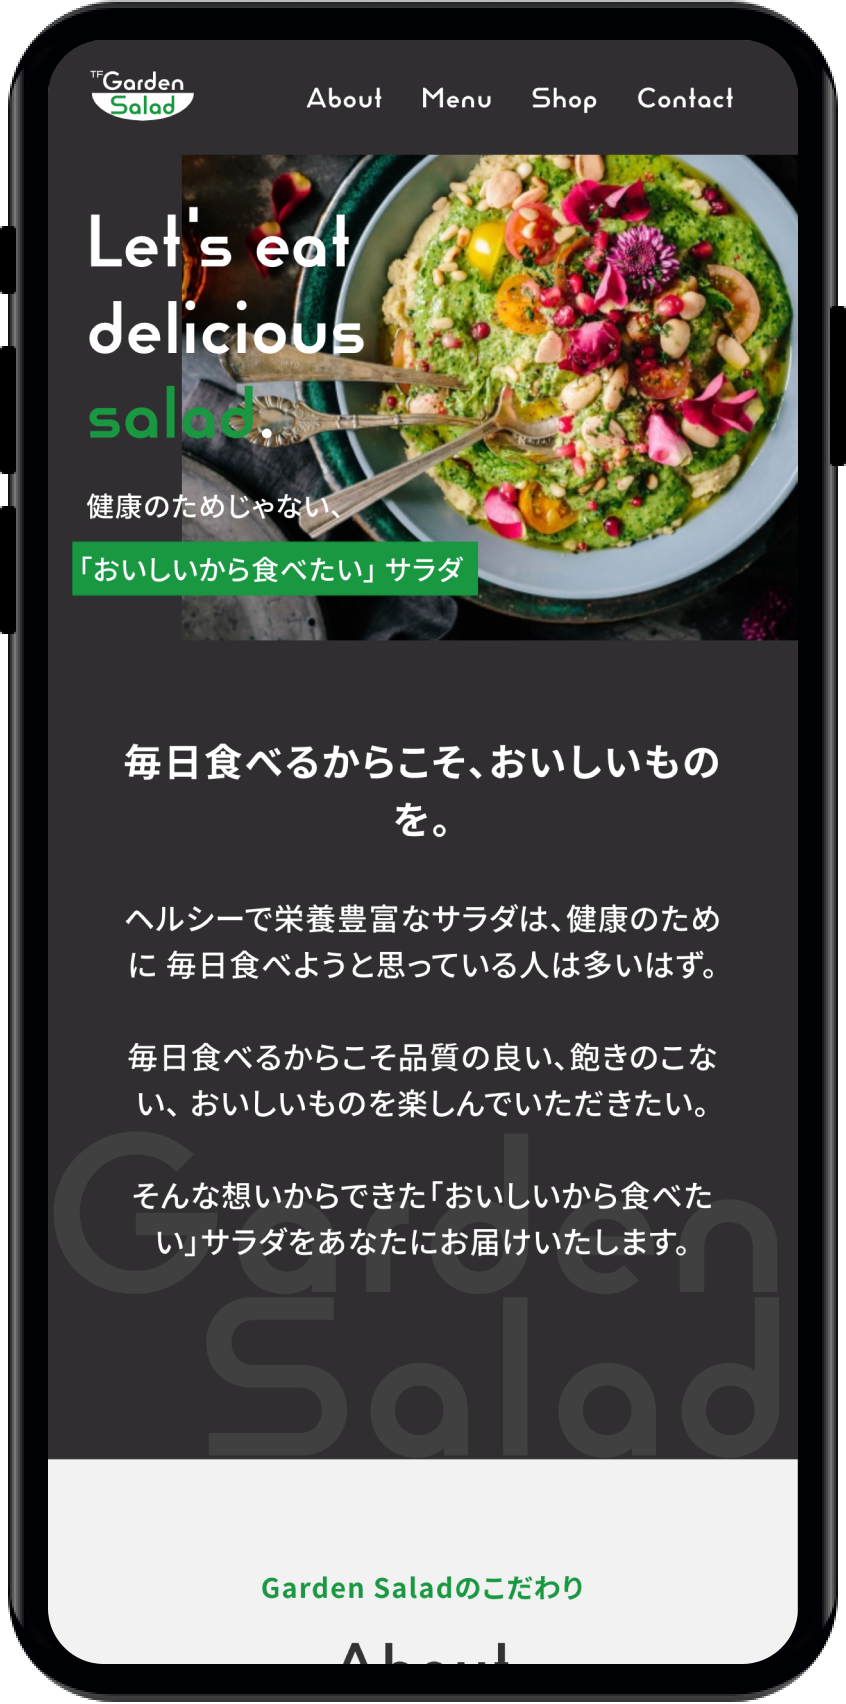 TF Garden
Salad
About Menu Shop Contact
Let's eat
delicious
salad.
健康のためじゃない、
「おいしいから食べたい」 サラダ
毎日食べるからこそ、おいしいもの
を。
ヘルシーで栄養豊富なサラダは、健康のため
に 毎日食べようと思っている人は多いはず。
毎日食べるからこそ品質の良い、飽きのこな
い、 おいしいものを楽しんでいただきたい。
そんな想いからできた「おいしいから食べた
い」サラダをあなたにお届けいたします。
Garden
Salad
Garden Saladのこだわり
About